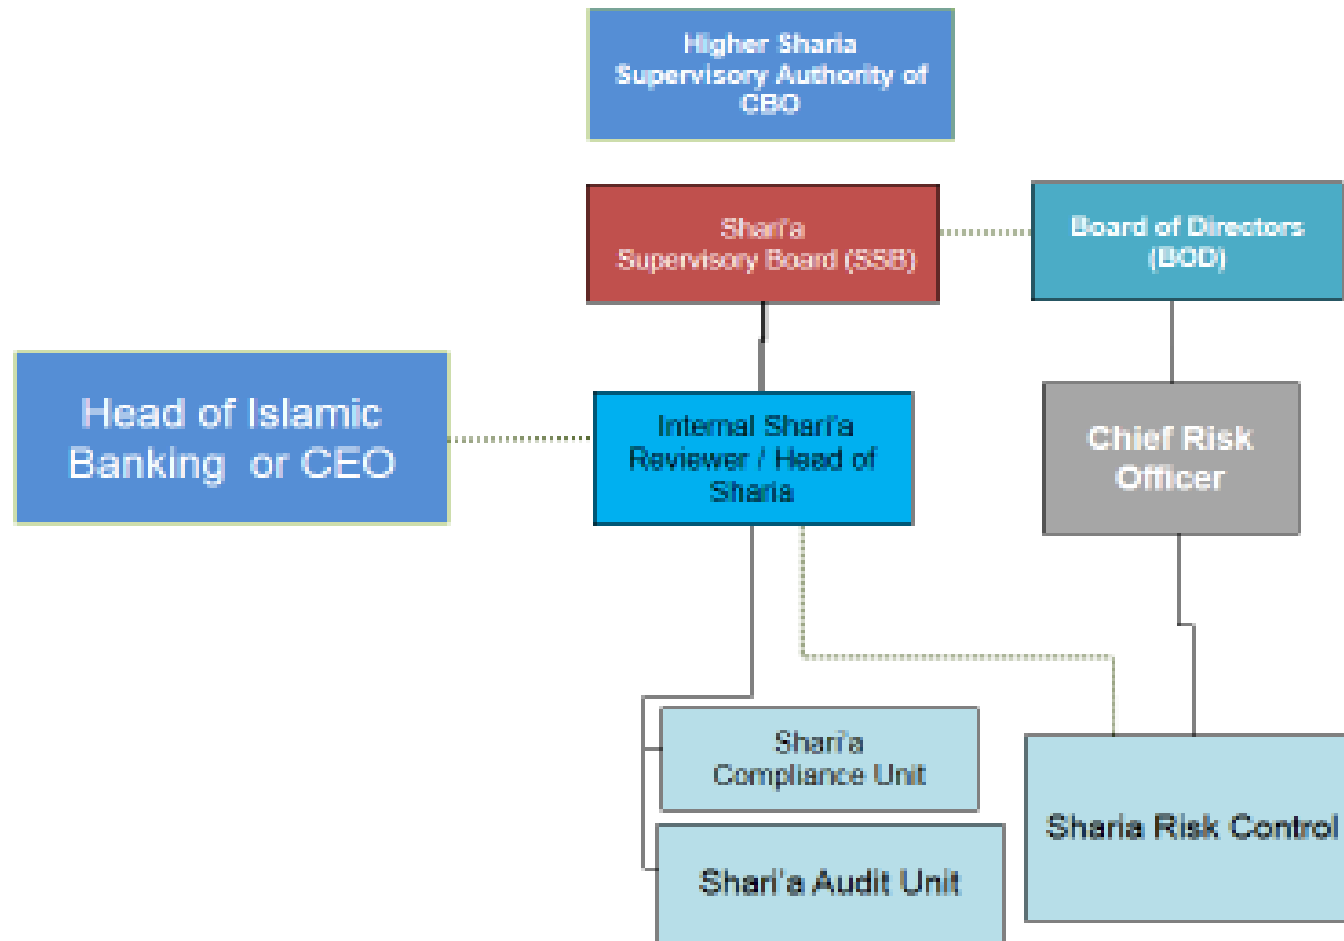 Higher Sharia
Supervisory Authority of
CBO
Shari'a
Supervisory Board (SSB)
Board of Directors
(BOD)
Head of Islamic
Banking or CEO
Internal Shari'a
Reviewer / Head of
Sharia
Chief Risk
Officer
Shari'a
Compliance Unit
Sharia Risk Control
Shari'a Audit Unit